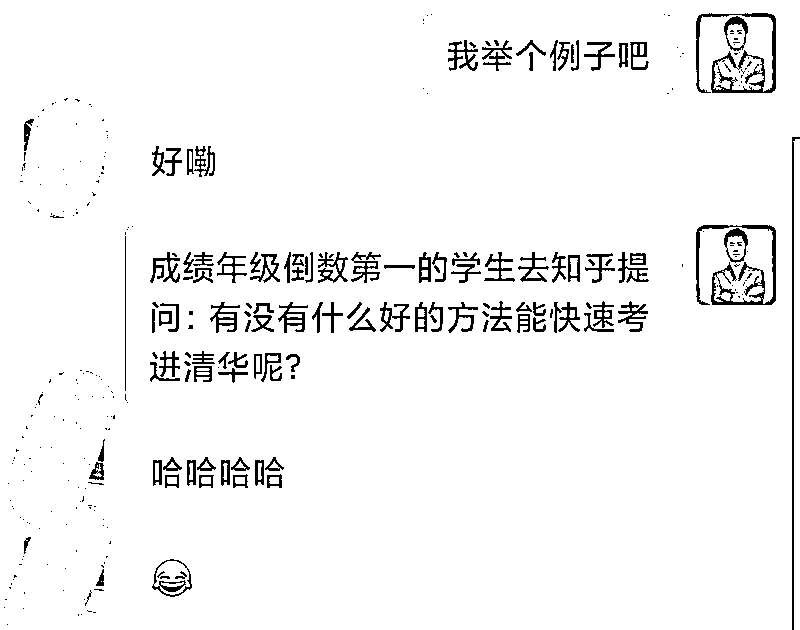 我举个例子吧
好嘞
成绩年级倒数第一的学生去知乎提
问：有没有什么好的方法能快速考
进清华呢？
哈哈哈哈
😂